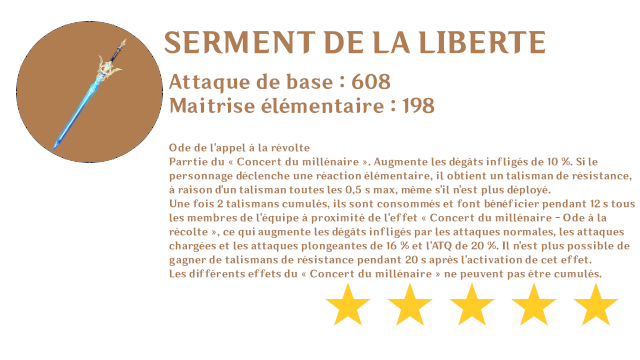 SERMENT DE LA LIBERTE
Attaque de base : 608
Maitrise élémentaire : 198
Ode de l'appel à la révolte
Parrtie du « Concert du millénaire ». Augmente les dégâts infligés de 10 %. Si le
personnage déclenche une réaction élémentaire, il obtient un talisman de résistance,
à raison d'un talisman toutes les 0,5 s max, même s'il n'est plus déployé.
Une fois 2 talismans cumulés, ils sont consommés et font bénéficier pendant 12 s tous
les membres de l'équipe à proximité de l'effet « Concert du millénaire - Ode à la
récolte », ce qui augmente les dégâts infligés par les attaques normales, les attaques
chargées et les attaques plongeantes de 16 % et l'ATQ de 20 %. Il n'est plus possible de
gagner de talismans de résistance pendant 20 s après l'activation de cet effet.
Les différents effets du « Concert du millénaire » ne peuvent pas être cumulés.